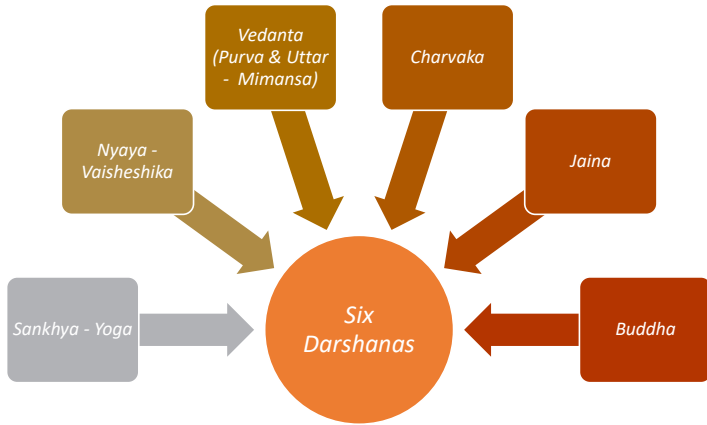 Vedanta
(Purva & Uttar
- Mimansa)
Charvaka
Nyaya -
Vaisheshika
Jaina
Sankhya - Yoga
Six
Darshanas
Buddha